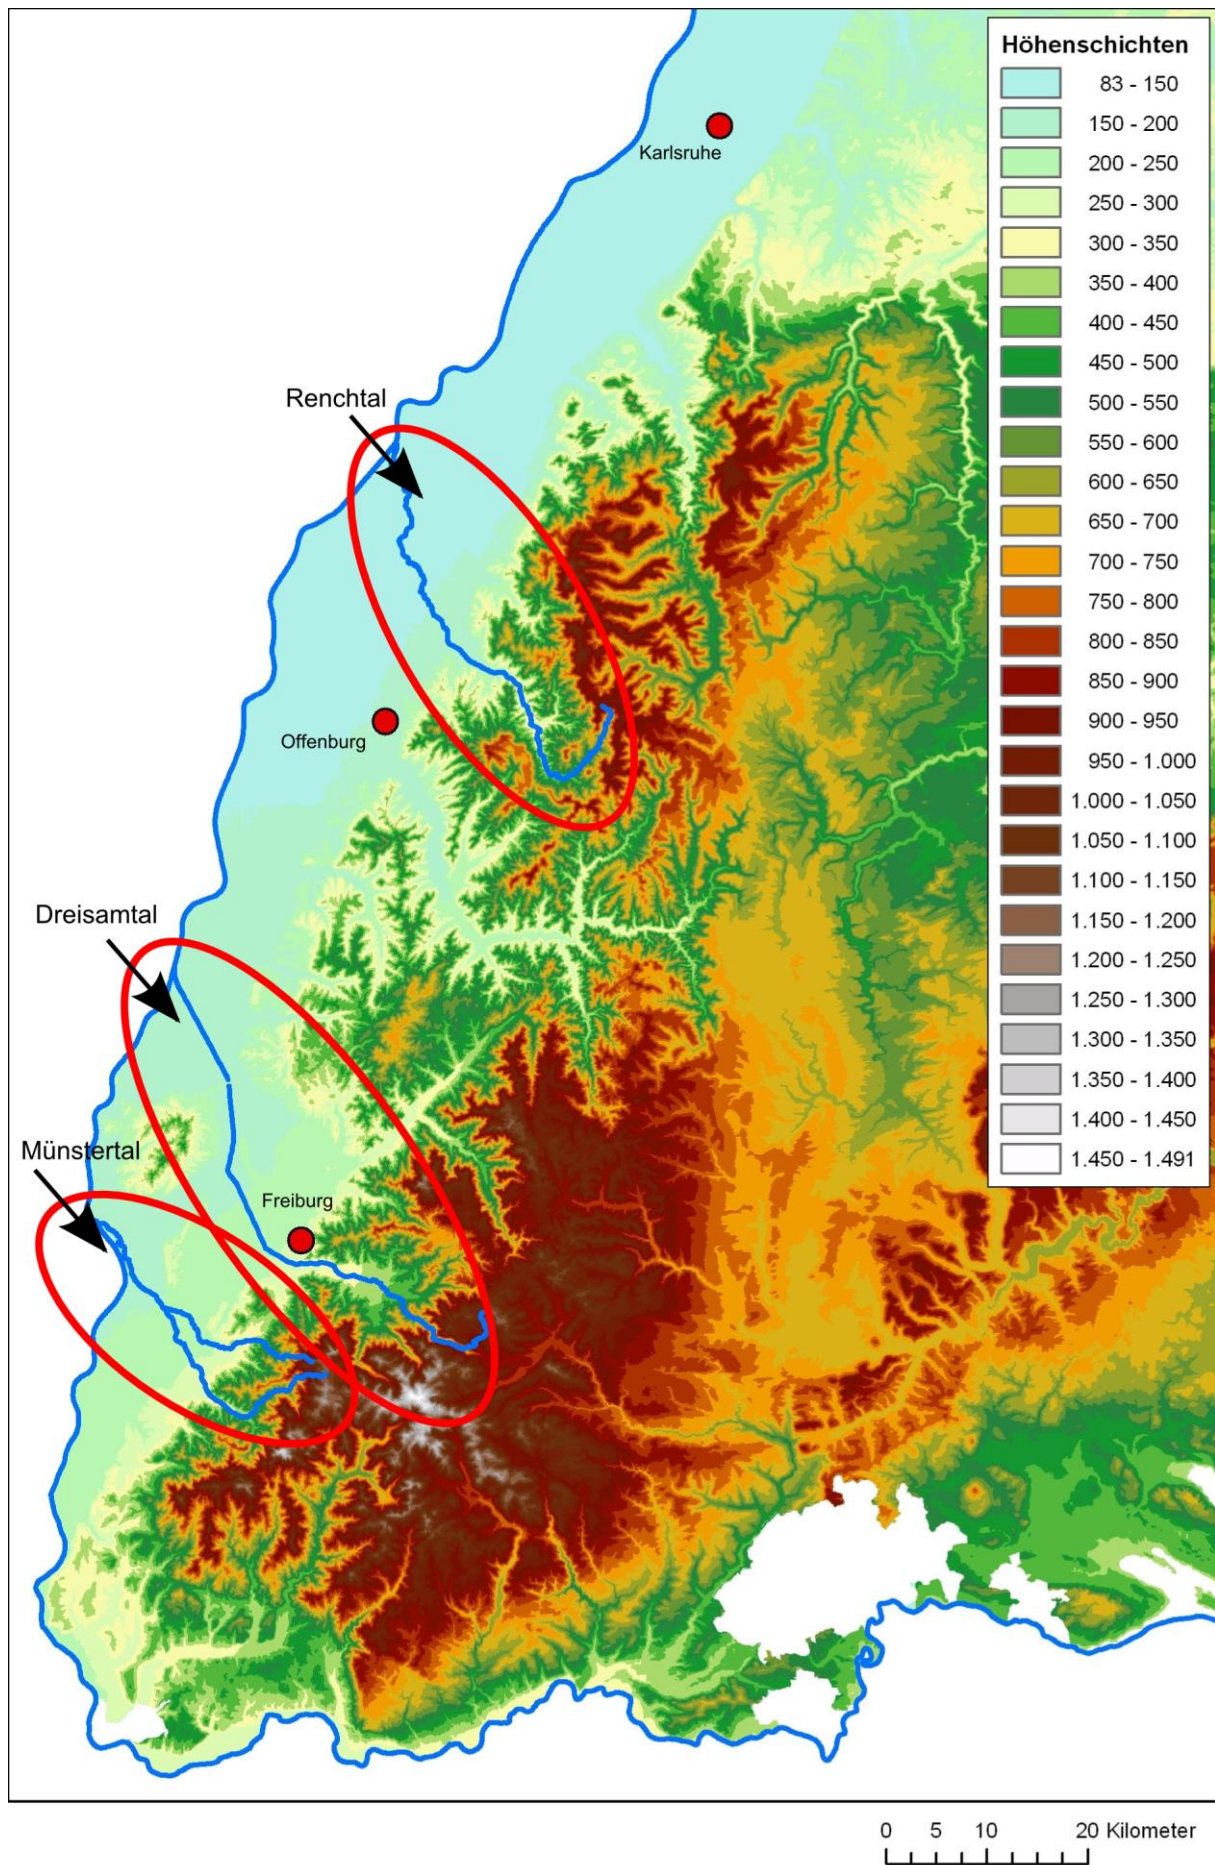 Höhenschichten
83 - 150
150 - 200
200 - 250
250 - 300
300 - 350
350 - 400
400 - 450
450 - 500
500 - 550
550 - 600
600 - 650
650 - 700
700 - 750
750 - 800
800 - 850
850 - 900
900 - 950
950 - 1.000
1.000 - 1.050
1.050 - 1.100
1.100 - 1.150
1.150 - 1.200
1.200 - 1.250
1.250 - 1.300
1.300 - 1.350
1.350 - 1.400
1.400 - 1.450
1.450 - 1.491
Karlsruhe
Renchtal
Offenburg
Dreisamtal
Münstertal
Freiburg
0 5 10 20 Kilometer